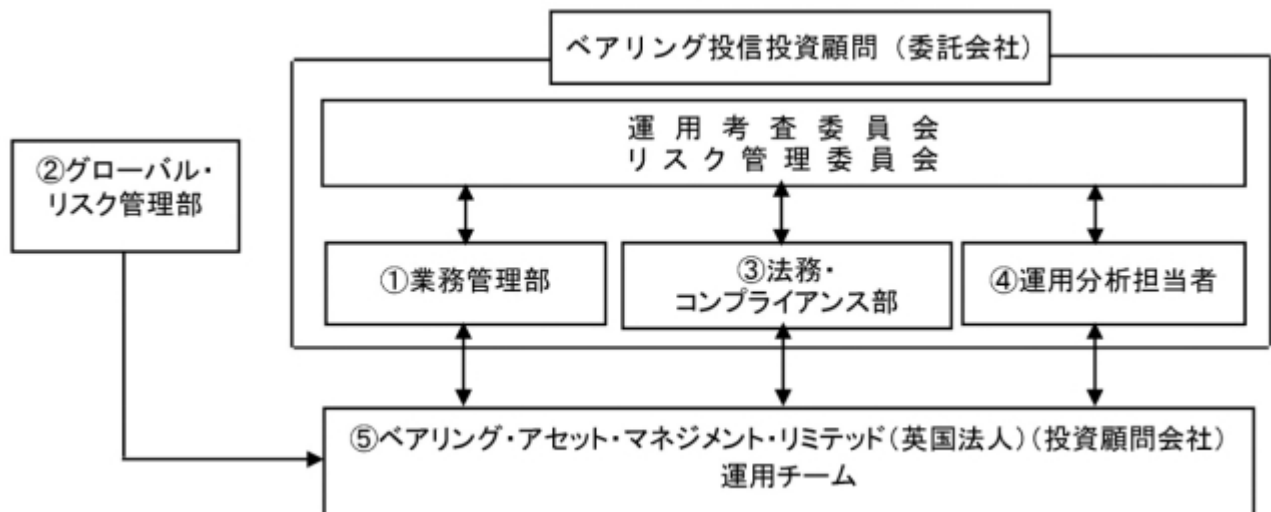 ベアリング投信投資顧問（委託会社）
運用考査委員会
リスク管理委員会
②グローバル・
リスク管理部
①業務管理部
③法務・
コンプライアンス部
④運用分析担当者
⑤ベアリング・アセット・マネジメント・リミテッド（英国法人）（投資顧問会社）
運用チーム